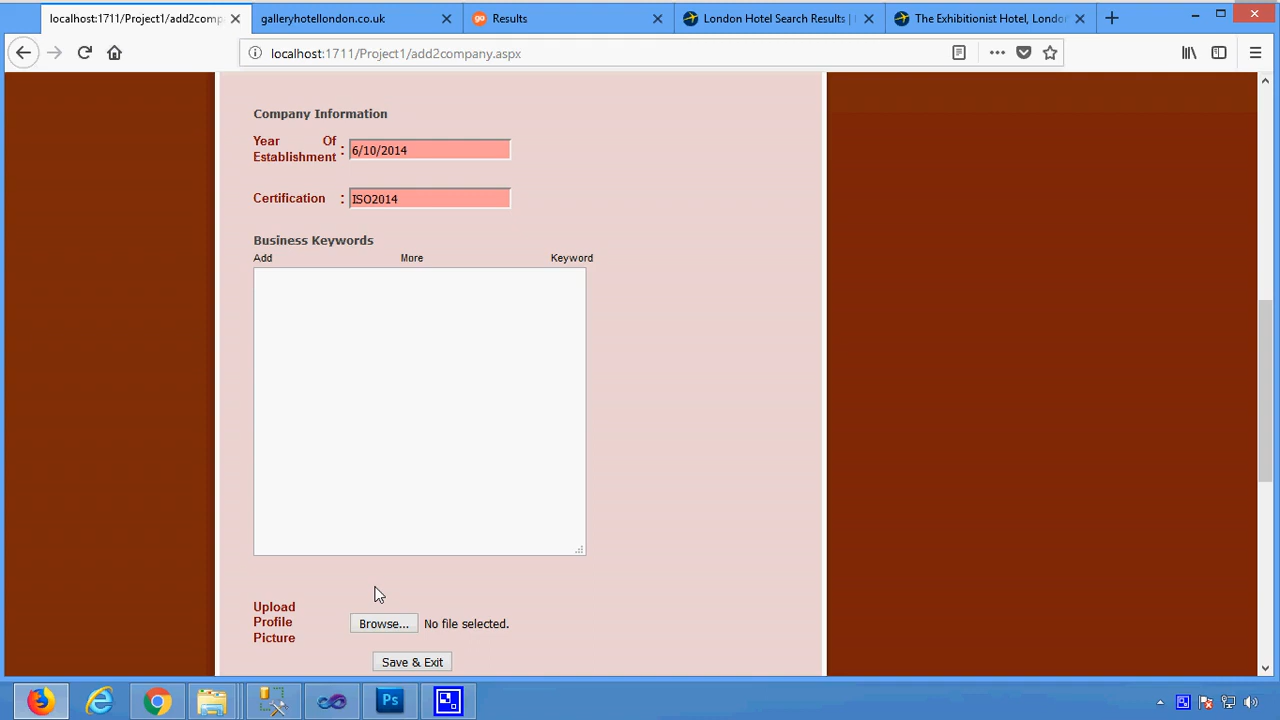 localhost:1711/Project1/add2comp
galleryhotellondon.co.uk
go Results
London Hotel Search Results |
The Exhibitionist Hotel, Londo
localhost:1711/Project1/add2company.aspx
Company Information
Year Of
Establishment : 6/10/2014
Certification : ISO2014
Business Keywords
Add More Keyword
Upload
Profile
Picture
Browse... No file selected.
Save & Exit
Ps